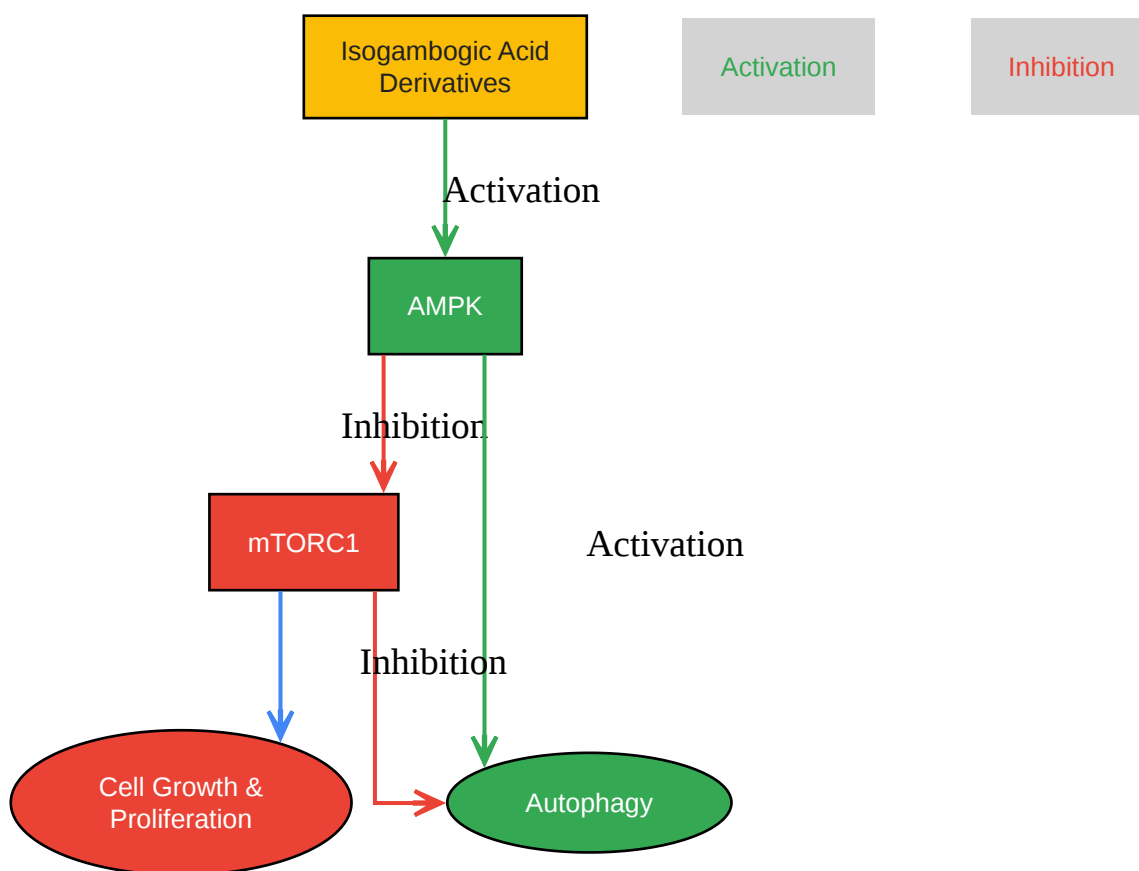 Isogambogic Acid
Derivatives
Activation
Inhibition
Activation
AMPK
Inhibition
mTORC1
Activation
Inhibition
Cell Growth &
Proliferation
Autophagy